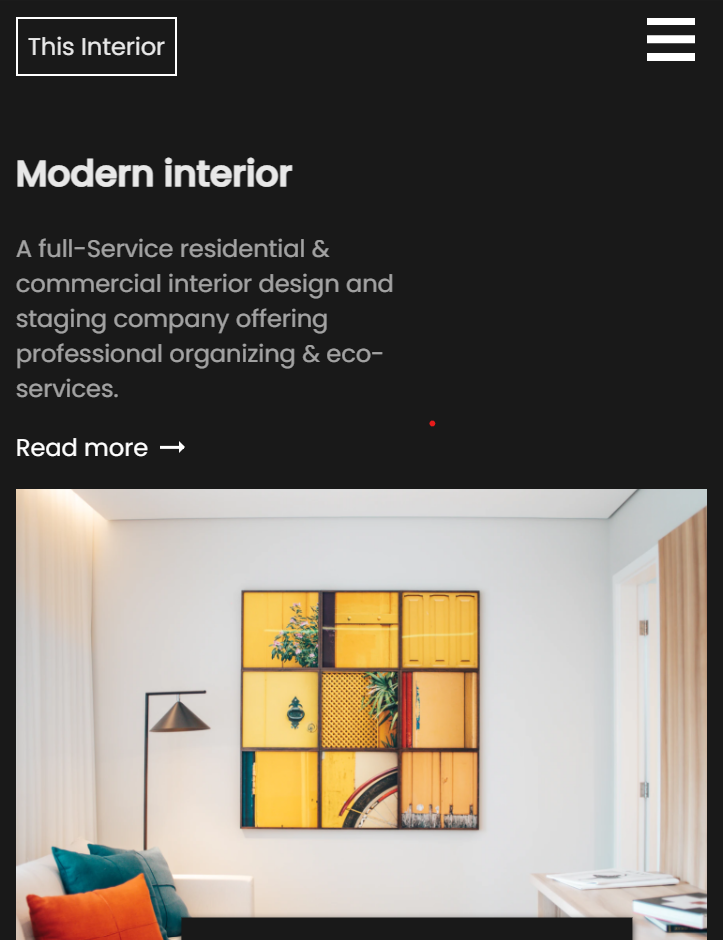 This Interior
Modern interior
A full-Service residential &
commercial interior design and
staging company offering
professional organizing & eco-
services.
Read more →